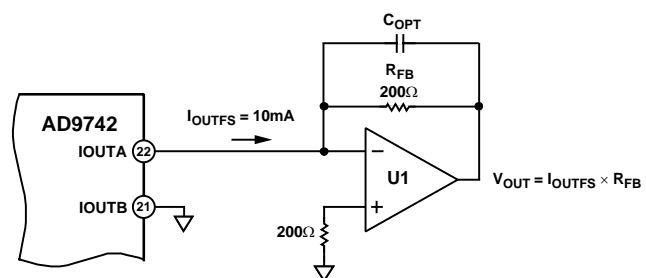 C_OPT
R_FB
200Ω
I_OUTFS = 10mA
AD9742
IOUTA 22
IOUTB 21
−
+
U1
V_OUT = I_OUTFS × R_FB
200Ω